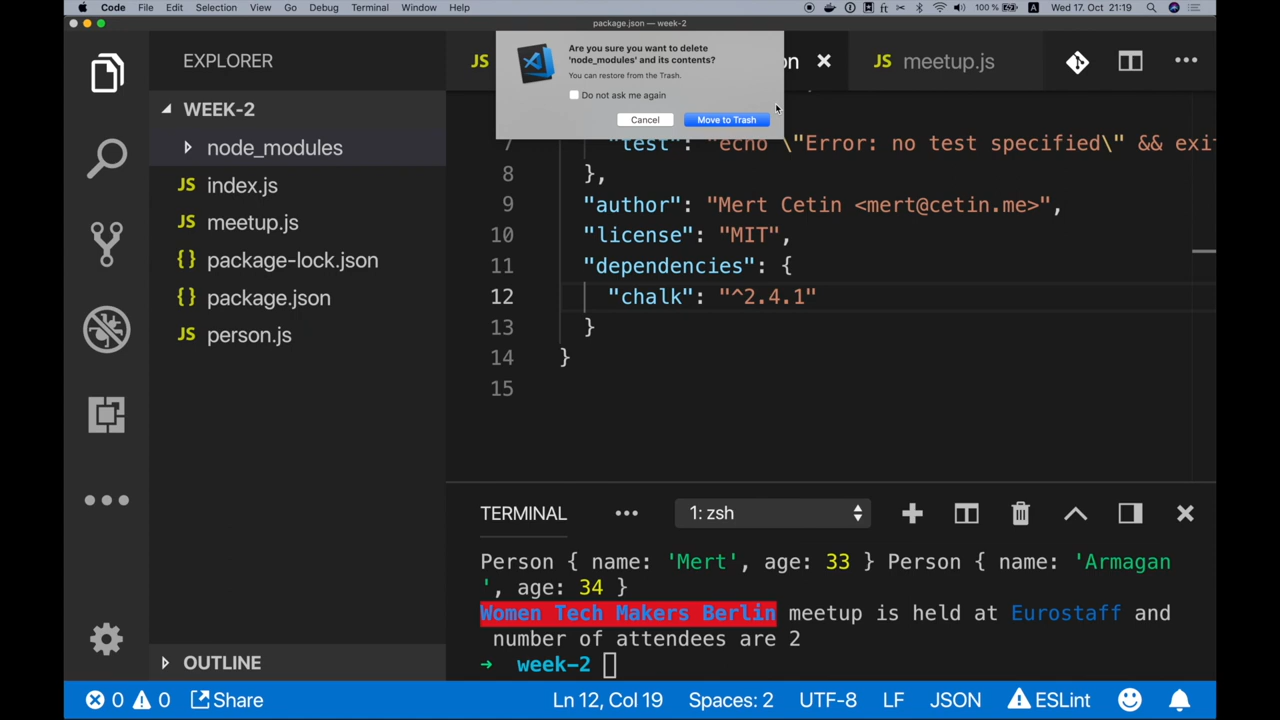 Code File Edit Selection View Go Debug Terminal Window Help 100 % Wed 17. Oct 21:19
package.json — week-2
EXPLORER
WEEK-2
node_modules
JS index.js
JS meetup.js
{} package-lock.json
{} package.json
JS person.js
OUTLINE
JS
on
JS meetup.js
Are you sure you want to delete
'node_modules' and its contents?
You can restore from the Trash.
Do not ask me again
Cancel Move to Trash
7 "test": "echo \"Error: no test specified\" && exi
8 },
9 "author": "Mert Cetin <mert@cetin.me>",
10 "license": "MIT",
11 "dependencies": {
12 "chalk": "^2.4.1"
13 }
14 }
15
TERMINAL 1: zsh
Person { name: 'Mert', age: 33 } Person { name: 'Armagan
', age: 34 }
Women Tech Makers Berlin meetup is held at Eurostaff and
number of attendees are 2
→ week-2
0 0 Share Ln 12, Col 19 Spaces: 2 UTF-8 LF JSON ESLint